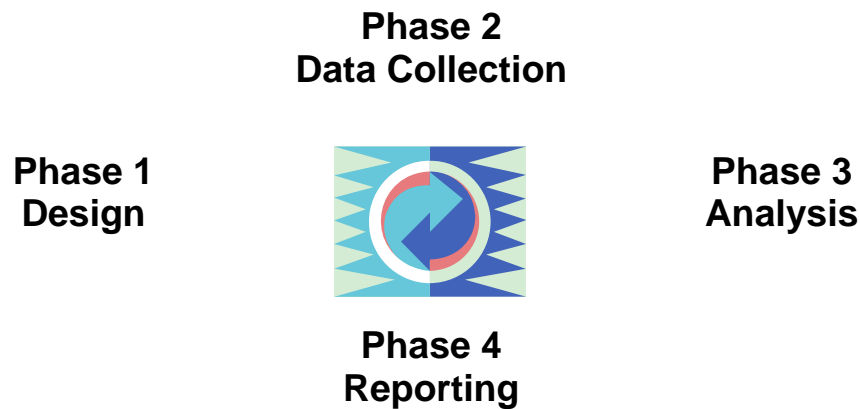 Phase 2
Data Collection
Phase 1
Design
Phase 3
Analysis
Phase 4
Reporting